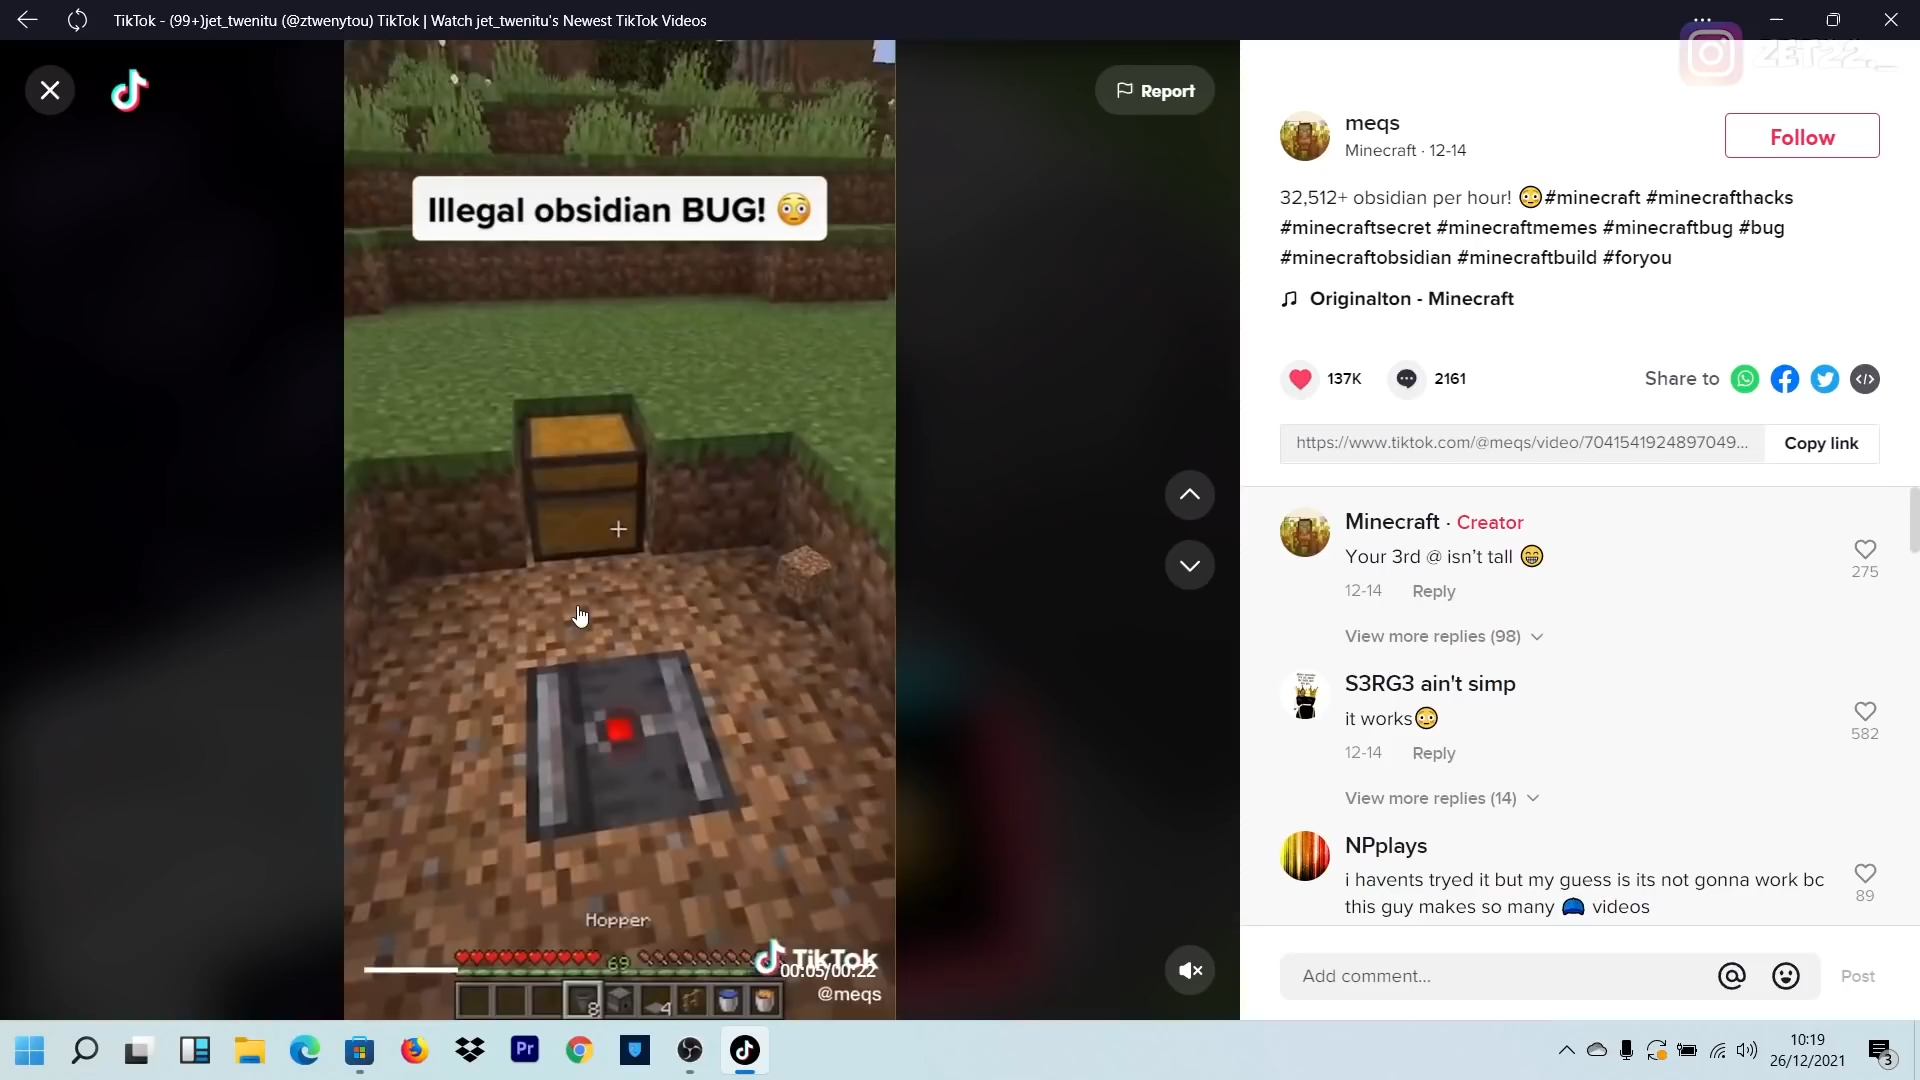 TikTok - (99+)jet_twenitu (@ztwenytou) TikTok | Watch jet_twenitu's Newest TikTok Videos
ZET22._
Report
Illegal obsidian BUG! 😳
Hopper
69
8
4
TikTok
00:05/00:22
@meqs
meqs
Minecraft · 12-14
Follow
32,512+ obsidian per hour! 😳#minecraft #minecrafthacks
#minecraftsecret #minecraftmemes #minecraftbug #bug
#minecraftobsidian #minecraftbuild #foryou
Originalton - Minecraft
137K
2161
Share to
https://www.tiktok.com/@meqs/video/7041541924897049...
Copy link
Minecraft · Creator
Your 3rd @ isn't tall 😁
275
12-14 Reply
View more replies (98)
S3RG3 ain't simp
it works😳
582
12-14 Reply
View more replies (14)
NPplays
i havents tryed it but my guess is its not gonna work bc
this guy makes so many 🧢 videos
89
Add comment...
Post
Pr
10:19
26/12/2021
3